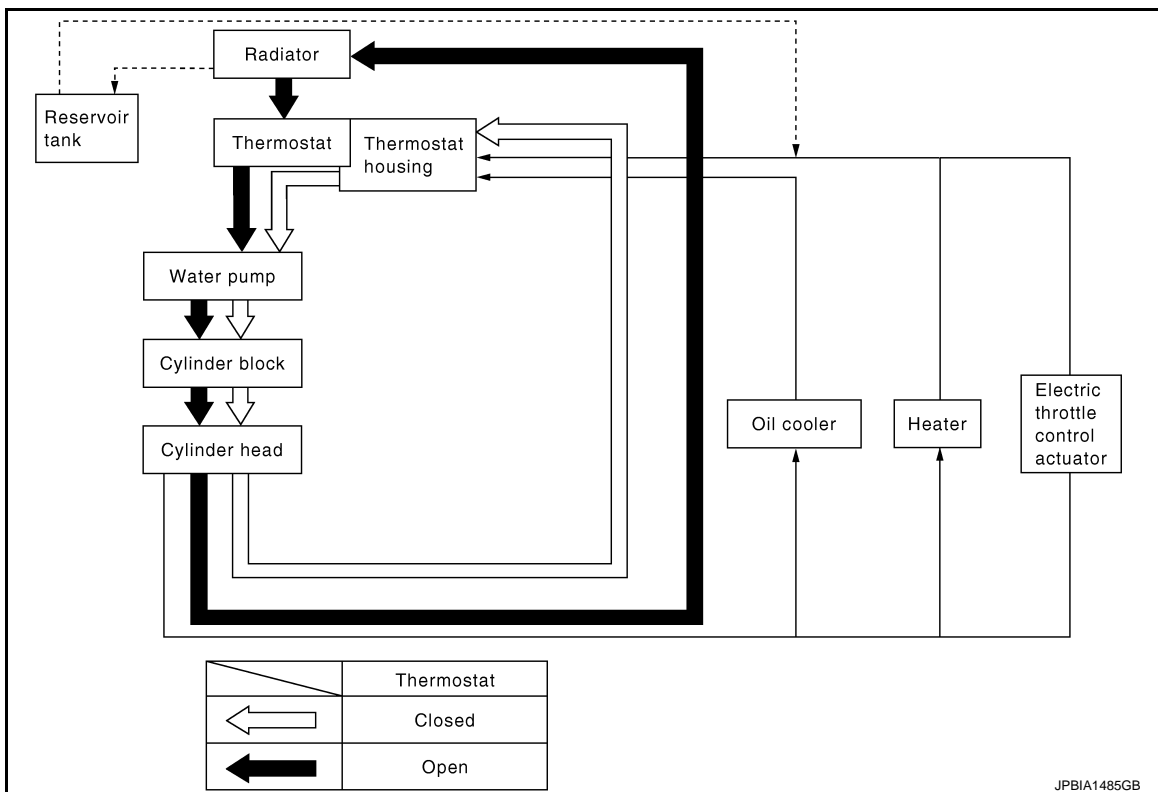 Radiator
Reservoir
tank
Thermostat
Thermostat
housing
Water pump
Cylinder block
Cylinder head
Oil cooler
Heater
Electric
throttle
control
actuator
Thermostat
Closed
Open
JPBIA1485GB